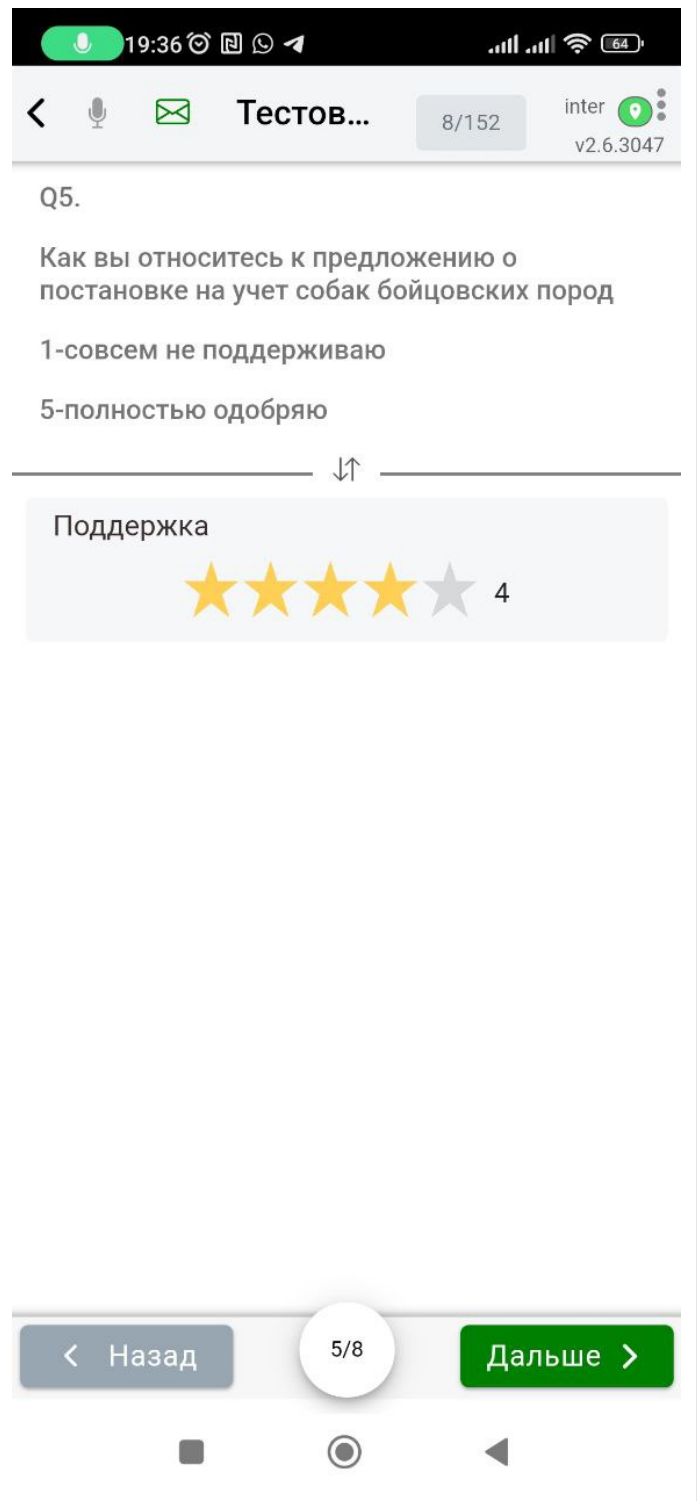 19:36
64
Тестов...
8/152
inter
v2.6.3047
Q5.
Как вы относитесь к предложению о
постановке на учет собак бойцовских пород
1-совсем не поддерживаю
5-полностью одобряю
Поддержка
4
Назад
5/8
Дальше